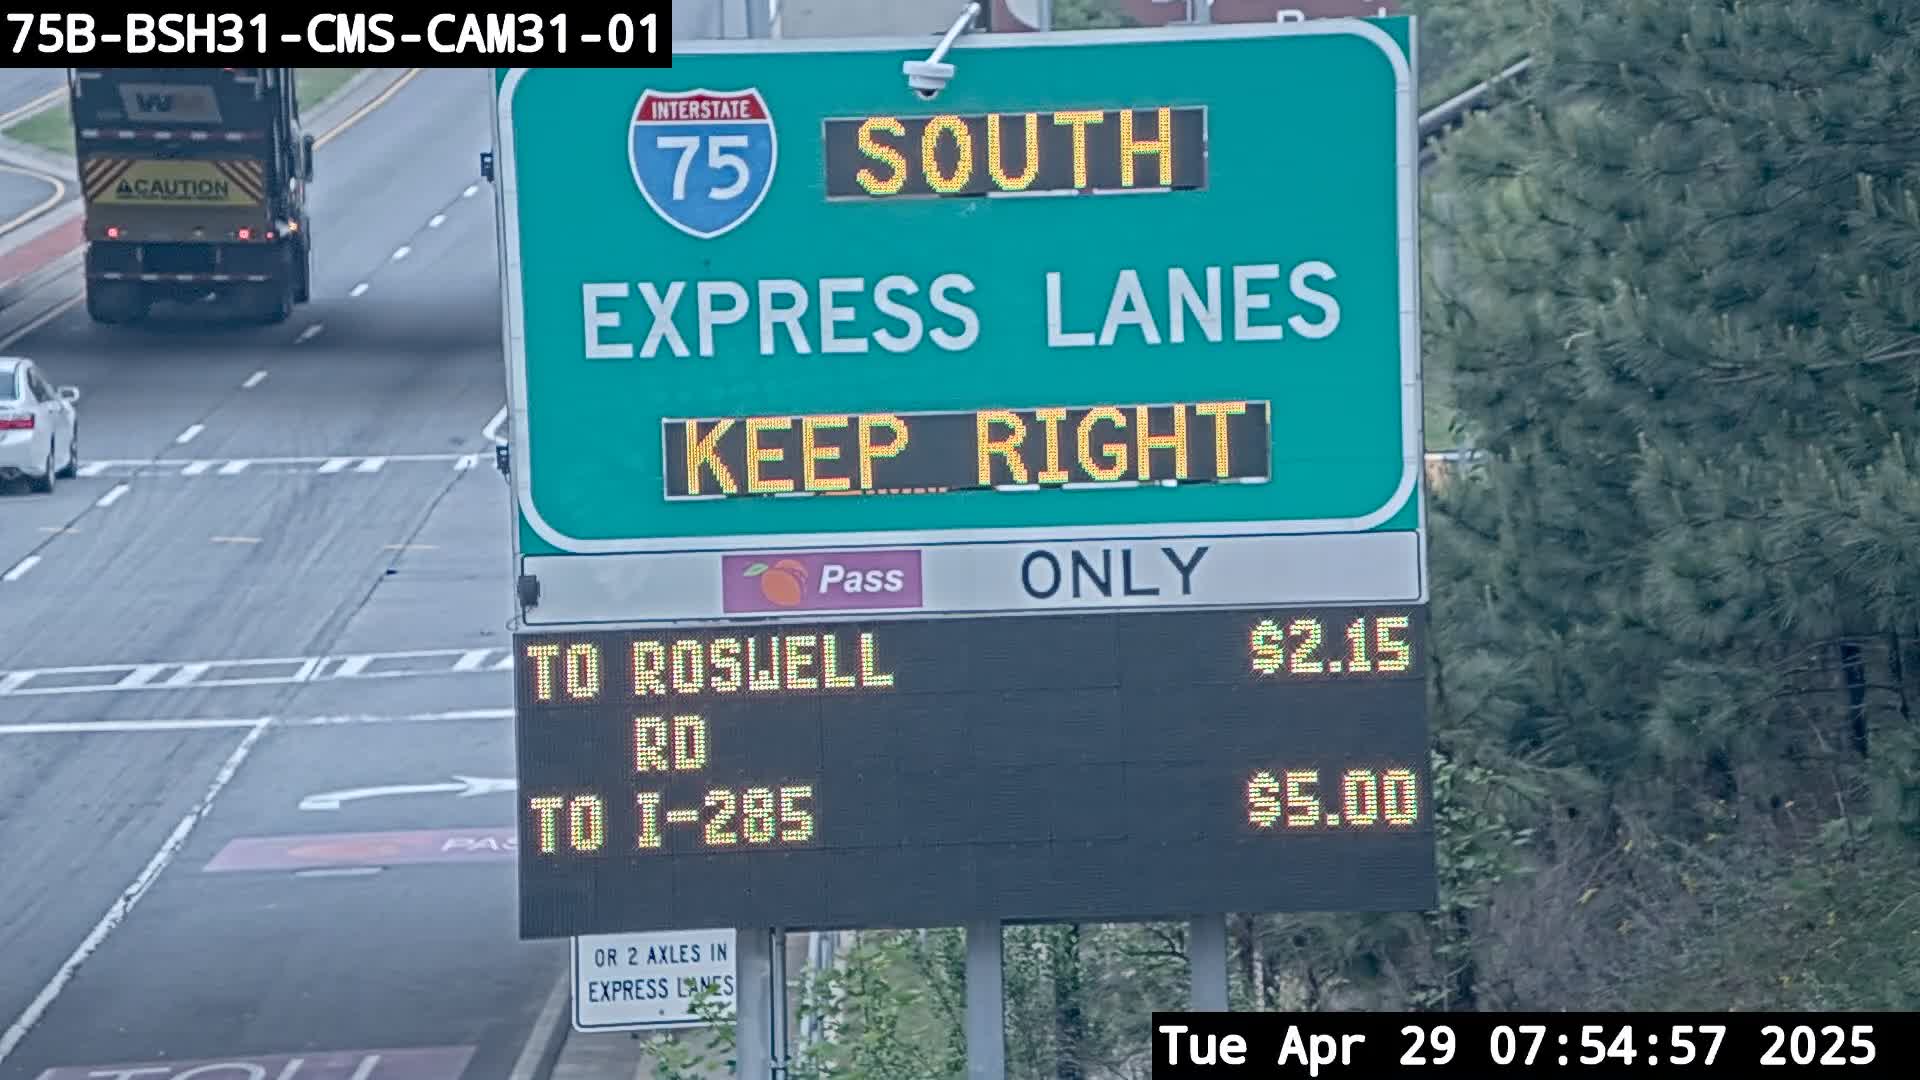 75B-BSH31-CMS-CAM31-01
CAUTION
INTERSTATE
75
SOUTH
EXPRESS LANES
KEEP RIGHT
Pass ONLY
TO ROSWELL $2.15
RD
TO I-285 $5.00
OR 2 AXLES IN
EXPRESS LANES
TOLL
Tue Apr 29 07:54:57 2025